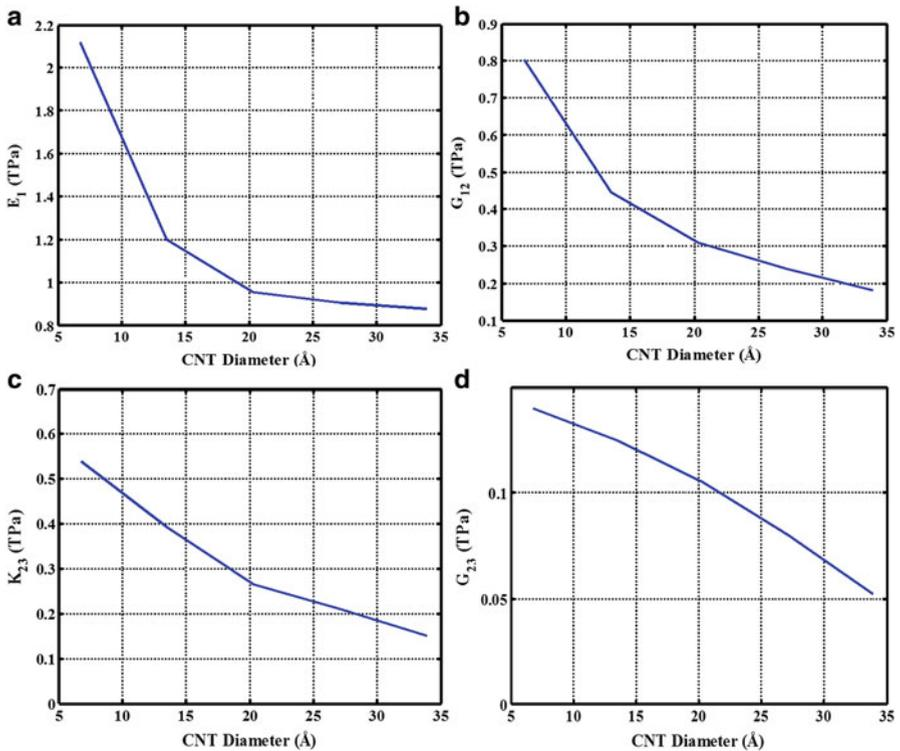 a
2.2
2
1.8
1.6
1.4
1.2
1
0.8
E1 (TPa)
5 10 15 20 25 30 35
CNT Diameter (Å)
b
0.9
0.8
0.7
0.6
0.5
0.4
0.3
0.2
0.1
G12 (TPa)
5 10 15 20 25 30 35
CNT Diameter (Å)
c
0.7
0.6
0.5
0.4
0.3
0.2
0.1
0
K23 (TPa)
5 10 15 20 25 30 35
CNT Diameter (Å)
d
0.1
0.05
0
G23 (TPa)
5 10 15 20 25 30 35
CNT Diameter (Å)